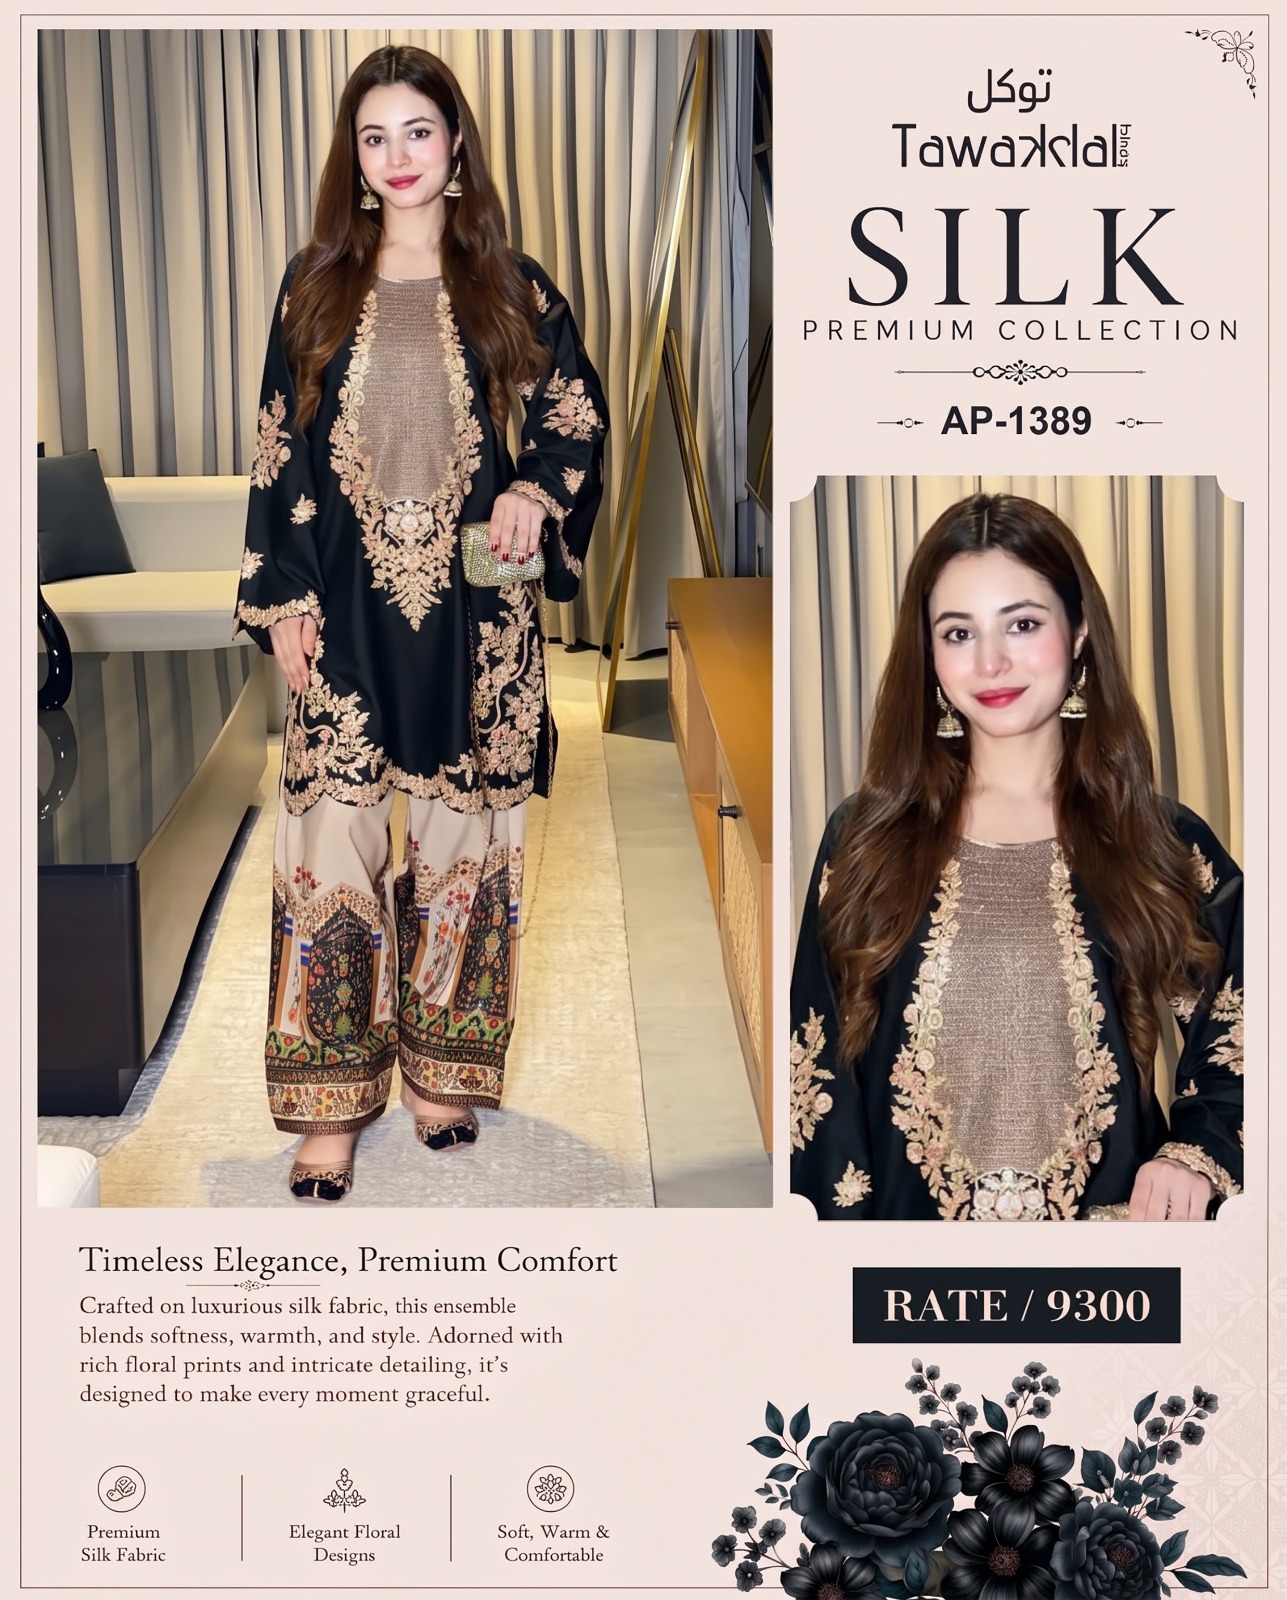 توكل
Tawakkal
SILK
PREMIUM COLLECTION
AP-1389
Timeless Elegance, Premium Comfort
Crafted on luxurious silk fabric, this ensemble
blends softness, warmth, and style. Adorned with
rich floral prints and intricate detailing, it’s
designed to make every moment graceful.
RATE / 9300
Premium
Silk Fabric
Elegant Floral
Designs
Soft, Warm &
Comfortable